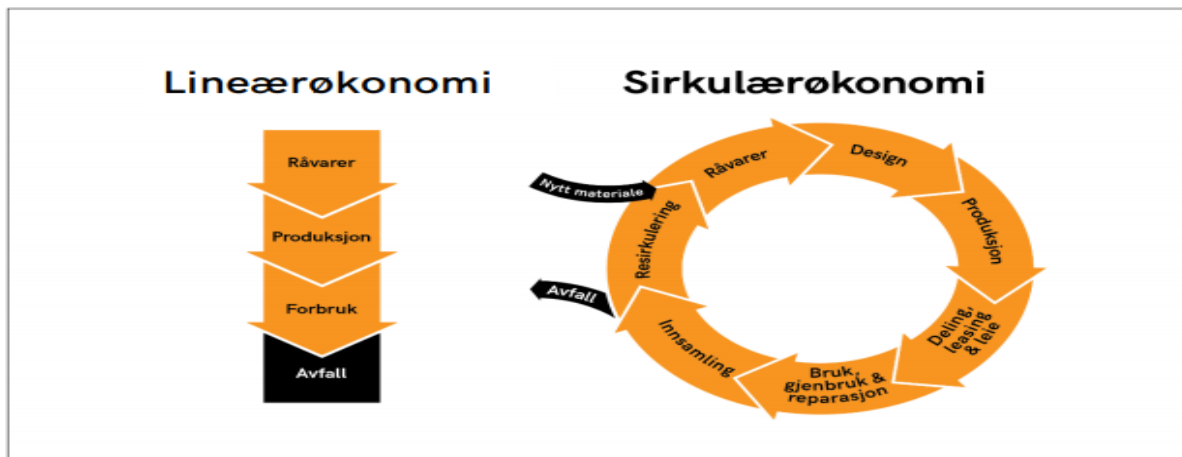 Lineærøkonomi
Råvarer
Produksjon
Forbruk
Avfall
Sirkulærøkonomi
Råvarer
Design
Produksjon
Deling,
leasing
& leie
Bruk,
gjenbruk &
reparasjon
Innsamling
Resirkulering
Nytt materiale
Avfall